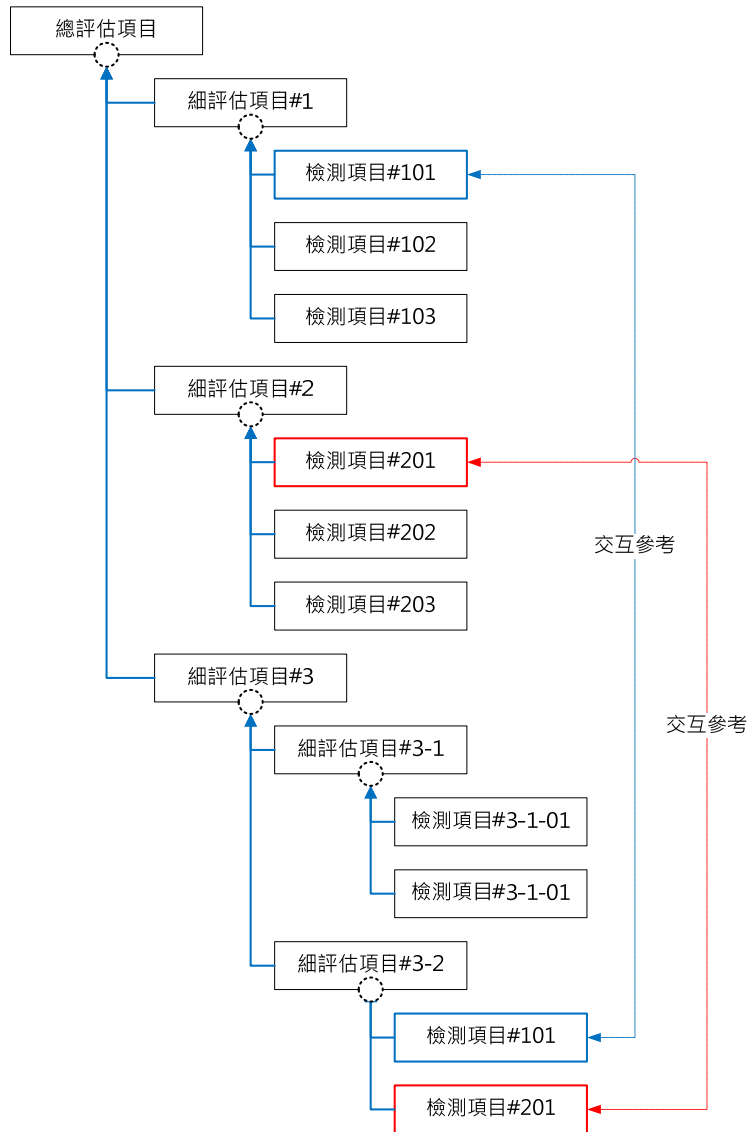 總評估項目
細評估項目#1
檢測項目#101
檢測項目#102
檢測項目#103
細評估項目#2
檢測項目#201
檢測項目#202
交互參考
檢測項目#203
細評估項目#3
交互參考
細評估項目#3-1
檢測項目#3-1-01
檢測項目#3-1-01
細評估項目#3-2
檢測項目#101
檢測項目#201